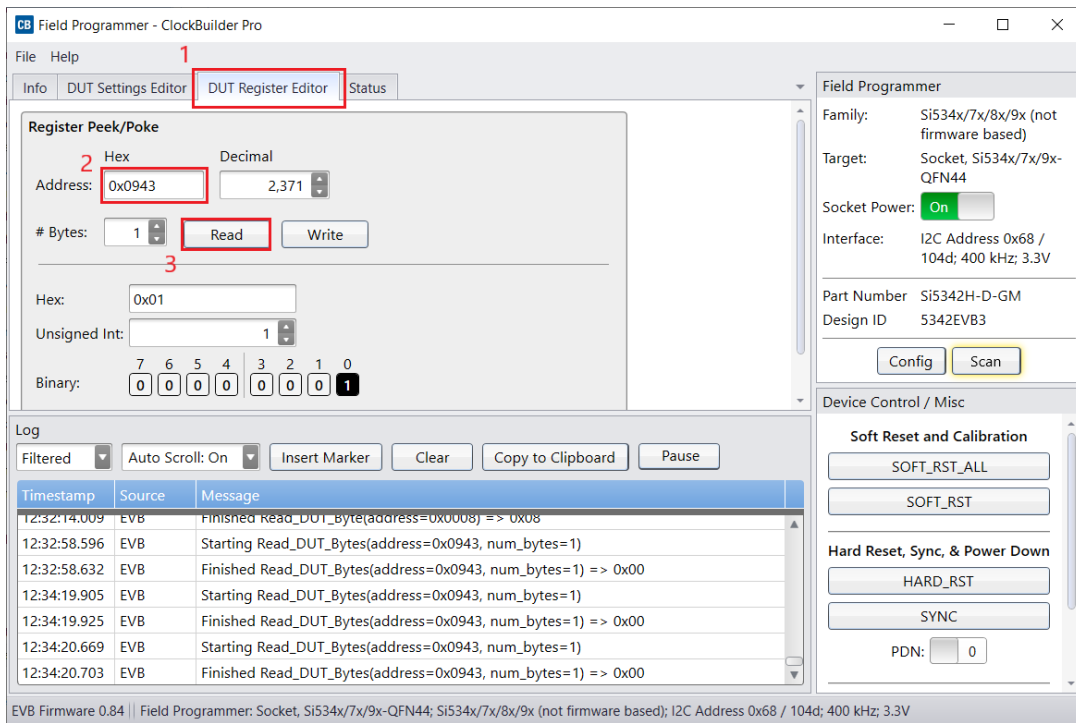 CB Field Programmer - ClockBuilder Pro
File Help
1
Info DUT Settings Editor DUT Register Editor Status
Register Peek/Poke
Hex Decimal
2
Address: 0x0943 2,371
# Bytes: 1 Read Write
3
Hex: 0x01
Unsigned Int: 1
7 6 5 4 3 2 1 0
Binary: 0 0 0 0 0 0 0 1
Field Programmer
Family: Si534x/7x/8x/9x (not
firmware based)
Target: Socket, Si534x/7x/9x-
QFN44
Socket Power: On
Interface: I2C Address 0x68 /
104d; 400 kHz; 3.3V
Part Number Si5342H-D-GM
Design ID 5342EVB3
Config Scan
Log
Filtered Auto Scroll: On Insert Marker Clear Copy to Clipboard Pause
Timestamp Source Message
12:32:14.009 EVB Finished Read_DUT_Byte(address=0x0008) => 0x08
12:32:58.596 EVB Starting Read_DUT_Bytes(address=0x0943, num_bytes=1)
12:32:58.632 EVB Finished Read_DUT_Bytes(address=0x0943, num_bytes=1) => 0x00
12:34:19.905 EVB Starting Read_DUT_Bytes(address=0x0943, num_bytes=1)
12:34:19.925 EVB Finished Read_DUT_Bytes(address=0x0943, num_bytes=1) => 0x00
12:34:20.669 EVB Starting Read_DUT_Bytes(address=0x0943, num_bytes=1)
12:34:20.703 EVB Finished Read_DUT_Bytes(address=0x0943, num_bytes=1) => 0x00
Device Control / Misc
Soft Reset and Calibration
SOFT_RST_ALL
SOFT_RST
Hard Reset, Sync, & Power Down
HARD_RST
SYNC
PDN: 0
EVB Firmware 0.84 || Field Programmer: Socket, Si534x/7x/9x-QFN44; Si534x/7x/8x/9x (not firmware based); I2C Address 0x68 / 104d; 400 kHz; 3.3V